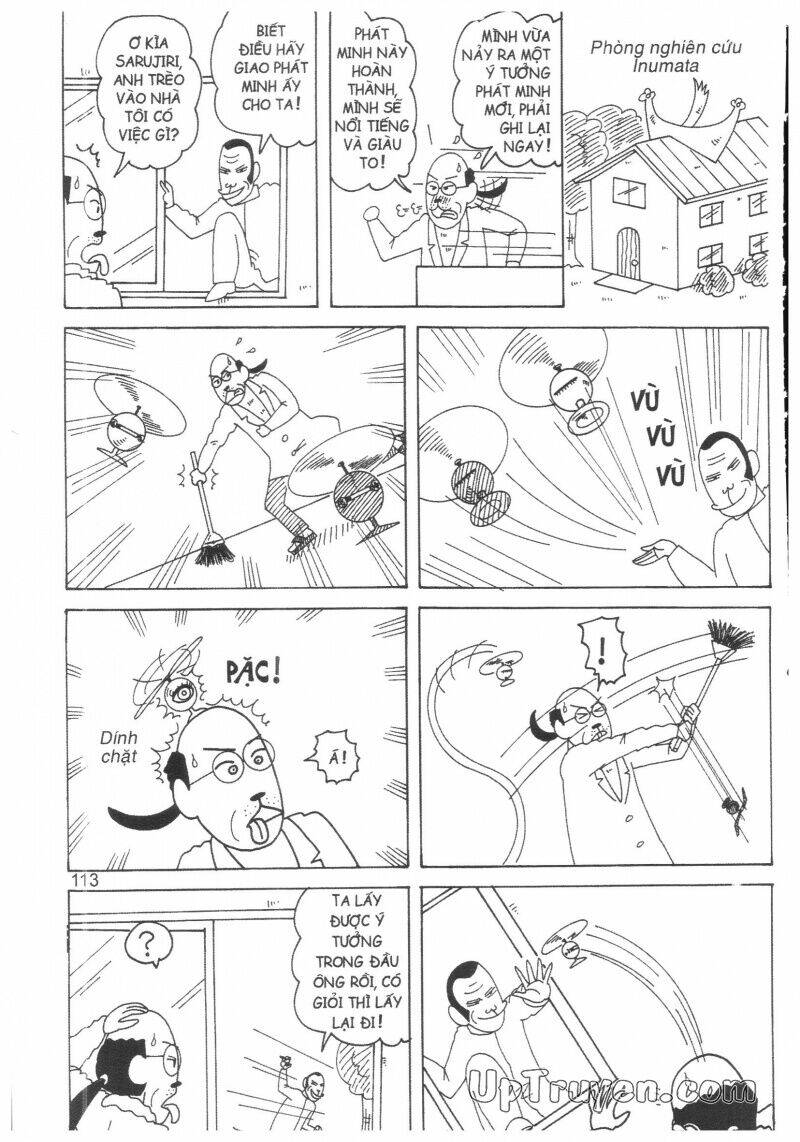 Phòng nghiên cứu
Inumata
MÌNH VỪA
NẢY RA MỘT
Ý TƯỞNG
PHÁT MINH
MỚI, PHẢI
GHI LẠI
NGAY!
PHÁT
MINH NÀY
HOÀN
THÀNH,
MÌNH SẼ
NỔI TIẾNG
VÀ GIÀU
TO!
BIẾT
ĐIỀU HÃY
GIAO PHÁT
MINH ẤY
CHO TA!
Ơ KÌA
SARUJIRI,
ANH TRÈO
VÀO NHÀ
TÔI CÓ
VIỆC GÌ?
VÙ
VÙ
VÙ
!
PẶC!
Dính
chặt
Á!
113
TA LẤY
ĐƯỢC Ý
TƯỞNG
TRONG ĐẦU
ÔNG RỒI, CÓ
GIỎI THÌ LẤY
LẠI ĐI!
?
UpTruyen.com